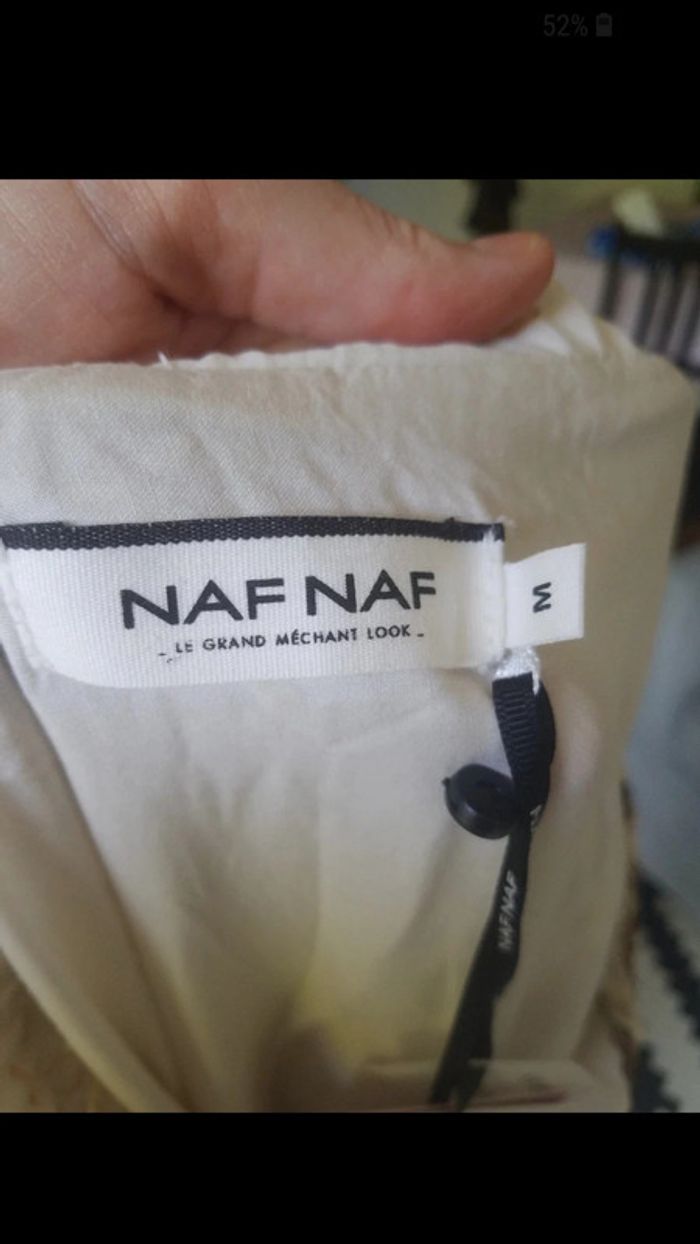 52%
NAF NAF
- LE GRAND MÉCHANT LOOK -
M
NAFNAF